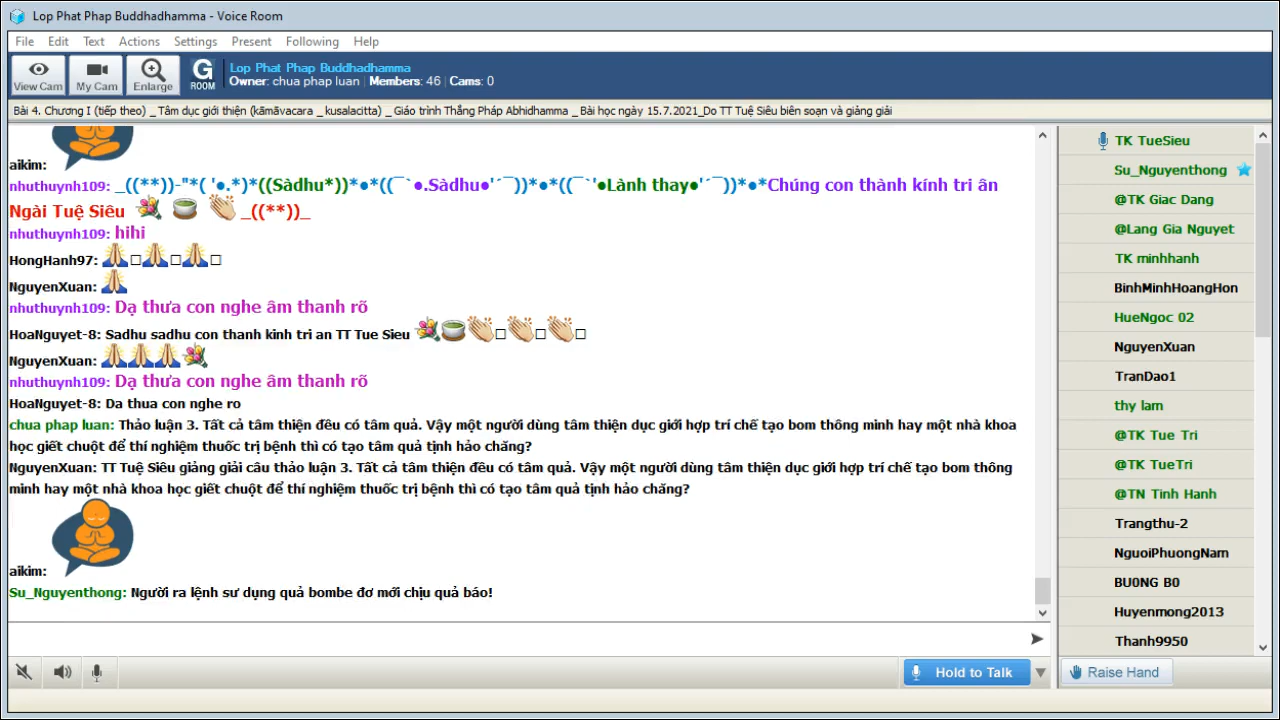 Lop Phat Phap Buddhadhamma - Voice Room
File Edit Text Actions Settings Present Following Help
View Cam
My Cam
Enlarge
G
ROOM
Lop Phat Phap Buddhadhamma
Owner: chua phap luan Members: 46 Cams: 0
Bài 4. Chương I (tiếp theo) _ Tâm dục giới thiện (kāmāvacara _ kusalacitta) _ Giáo trình Thắng Pháp Abhidhamma _ Bài học ngày 15.7.2021_Do TT Tuệ Siêu biên soạn và giảng giải
aikim:
nhuthuynh109: _((**))-"*( '●.*)*((Sàdhu*))*●*((¯`●.Sàdhu●'´¯))*●*●*((¯`'●Lành thay●'´¯))*●*●*Chúng con thành kính tri ân
Ngài Tuệ Siêu 💐 🍵 👏 _((**))_
nhuthuynh109: hihi
HongHanh97: 🙏□🙏□🙏□
NguyenXuan: 🙏
nhuthuynh109: Dạ thưa con nghe âm thanh rõ
HoaNguyet-8: Sadhu sadhu con thanh kinh tri an TT Tue Sieu 💐🍵👏□👏□👏□
NguyenXuan: 🙏🙏🙏💐
nhuthuynh109: Dạ thưa con nghe âm thanh rõ
HoaNguyet-8: Da thua con nghe ro
chua phap luan: Thảo luận 3. Tất cả tâm thiện đều có tâm quả. Vậy một người dùng tâm thiện dục giới hợp trí chế tạo bom thông minh hay một nhà khoa
học giết chuột để thí nghiệm thuốc trị bệnh thì có tạo tâm quả tịnh hảo chăng?
NguyenXuan: TT Tuệ Siêu giảng giải câu thảo luận 3. Tất cả tâm thiện đều có tâm quả. Vậy một người dùng tâm thiện dục giới hợp trí chế tạo bom thông
minh hay một nhà khoa học giết chuột để thí nghiệm thuốc trị bệnh thì có tạo tâm quả tịnh hảo chăng?
aikim:
Su_Nguyenthong: Người ra lệnh sư dụng quả bombe đơ mới chịu quả báo!
Hold to Talk
TK TueSieu
Su_Nguyenthong
@TK Giac Dang
@Lang Gia Nguyet
TK minhhanh
BinhMinhHoangHon
HueNgoc 02
NguyenXuan
TranDao1
thy lam
@TK Tue Tri
@TK TueTri
@TN Tinh Hanh
Trangthu-2
NguoiPhuongNam
BU0NG B0
Huyenmong2013
Thanh9950
Raise Hand